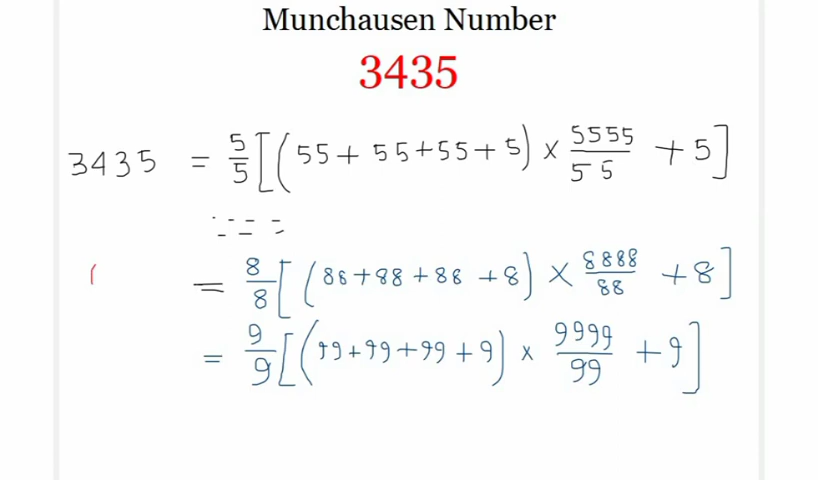 Munchausen Number
3435
3435 = 5/5 [(55 + 55 + 55 + 5) × 5555/55 + 5]
= 8/8 [(88 + 88 + 88 + 8) × 8888/88 + 8]
= 9/9 [(99 + 99 + 99 + 9) × 9999/99 + 9]